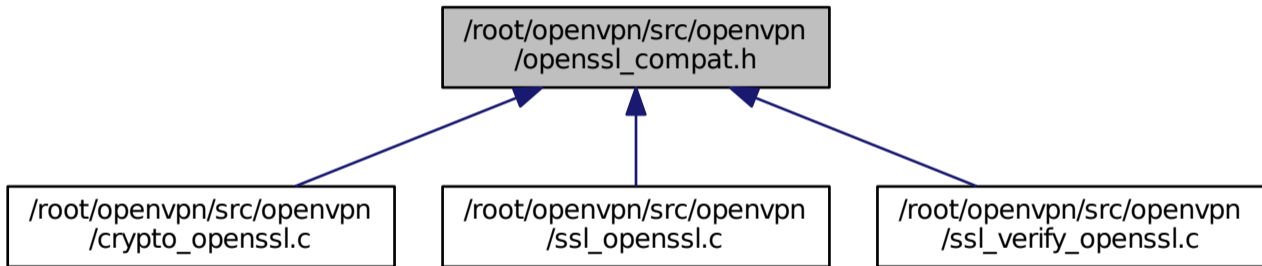 /root/openvpn/src/openvpn
/openssl_compat.h
/root/openvpn/src/openvpn
/crypto_openssl.c
/root/openvpn/src/openvpn
/ssl_openssl.c
/root/openvpn/src/openvpn
/ssl_verify_openssl.c